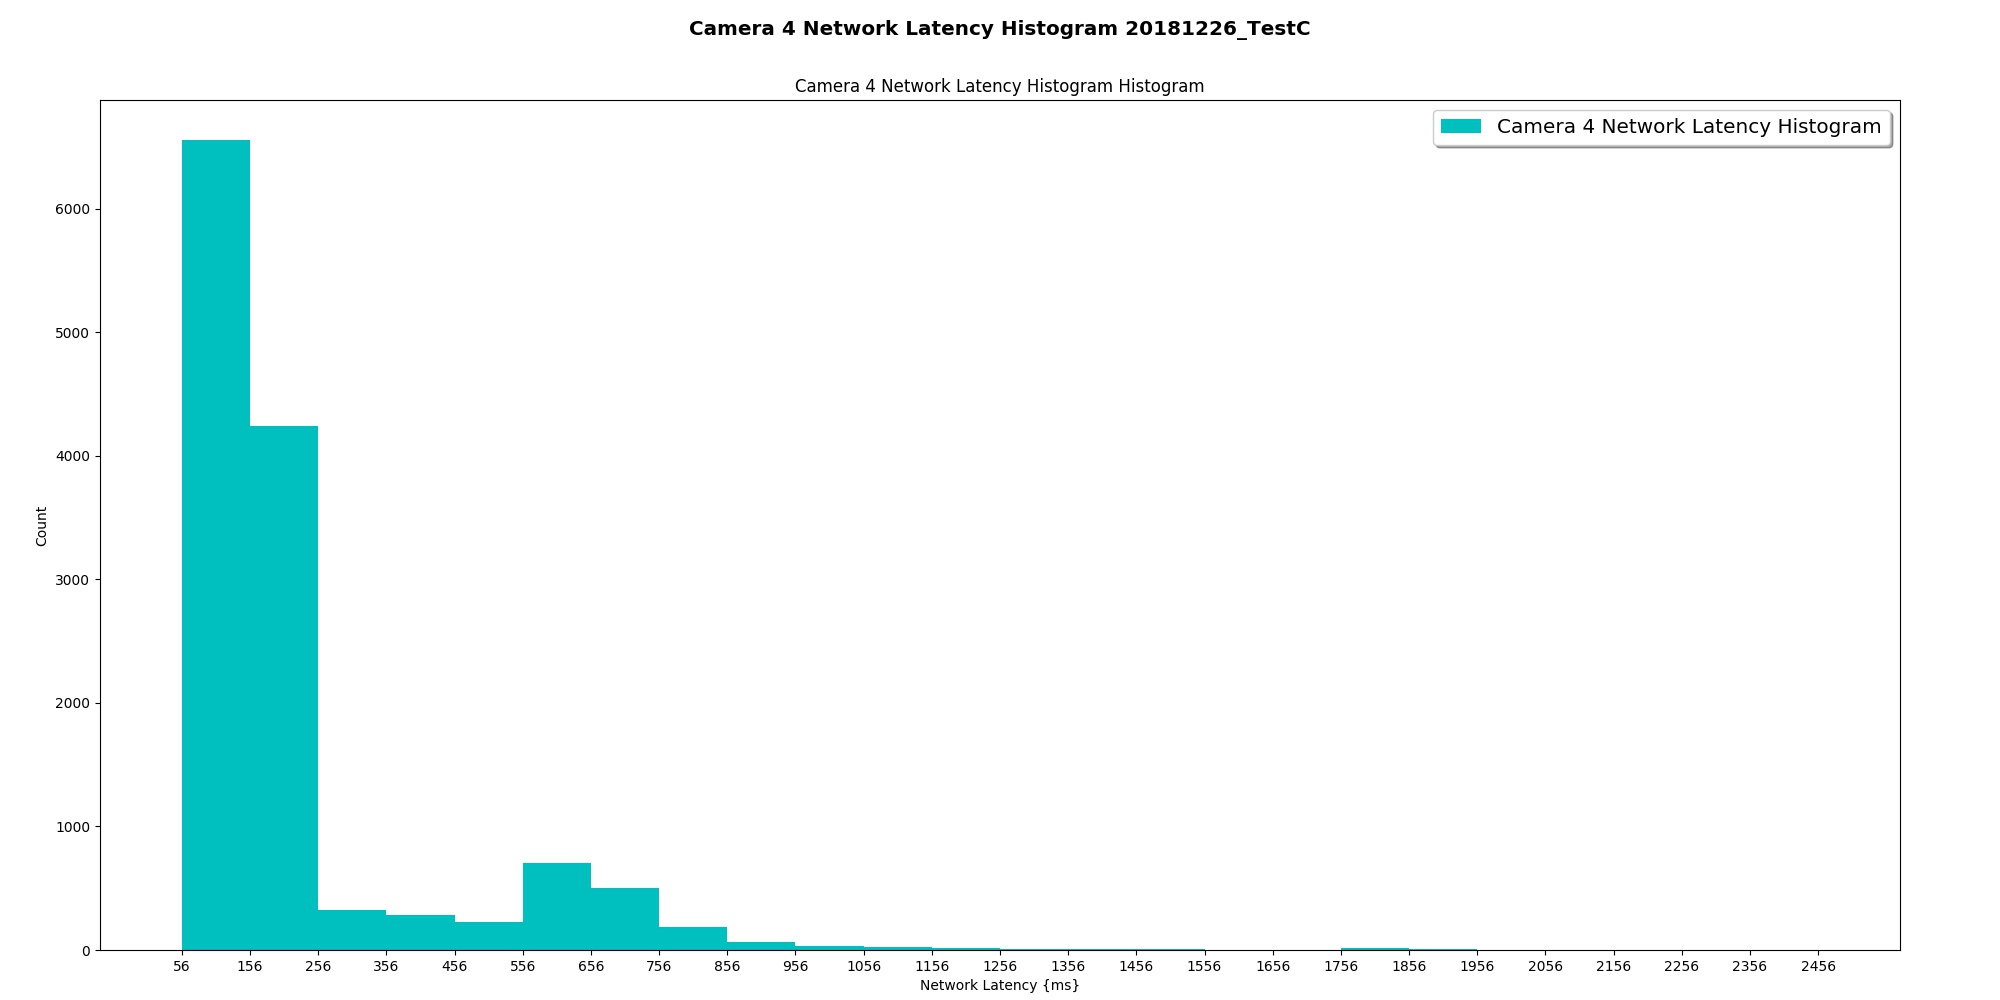 Camera 4 Network Latency Histogram 20181226_TestC
Camera 4 Network Latency Histogram Histogram
Camera 4 Network Latency Histogram
6000
5000
4000
3000
2000
1000
0
Count
56 156 256 356 456 556 656 756 856 956 1056 1156 1256 1356 1456 1556 1656 1756 1856 1956 2056 2156 2256 2356 2456
Network Latency {ms}